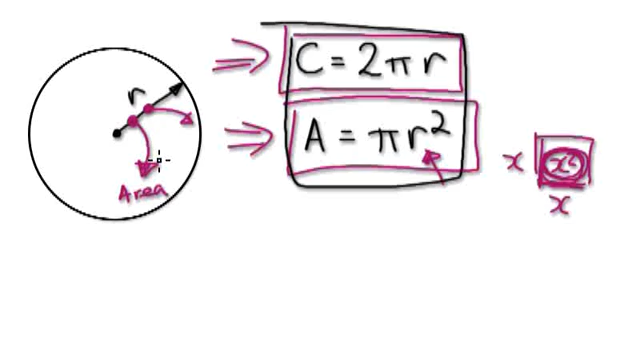 r
Area
C = 2πr
A = πr²
x
x²
x